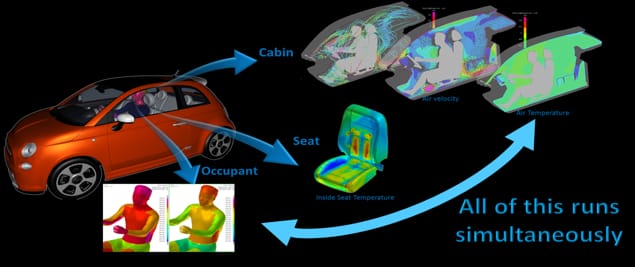 Cabin
Air velocity
Air Temperature
Seat
Inside Seat Temperature
Occupant
All of this runs
simultaneously